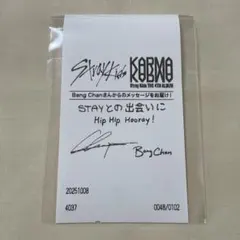 Stray Kids
KARMA
Stray Kids THE 4TH ALBUM
Bang Chanさんからのメッセージをお届け!
STAYとの出会いに
Hip Hip Hooray!
Bang Chan
20251008
4037
0048/0102